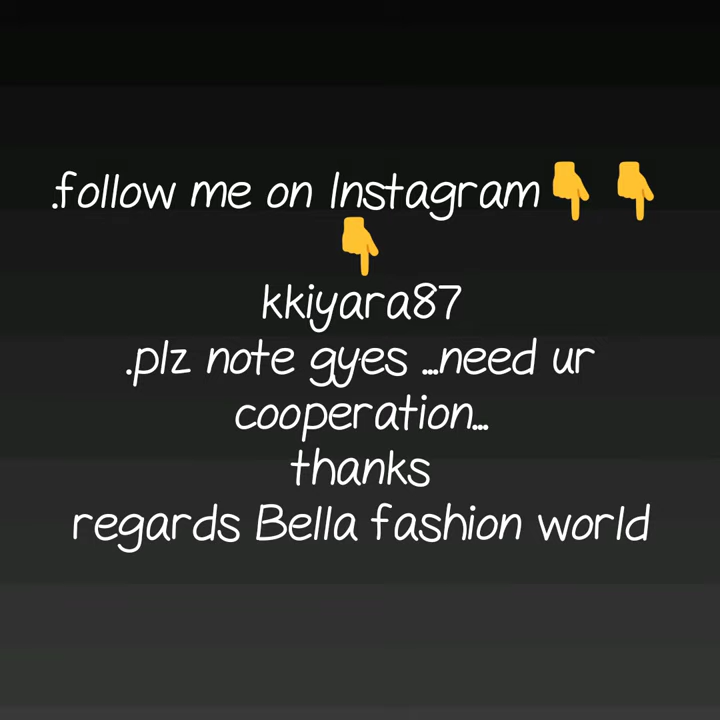 .follow me on Instagram👇👇
👇
kkiyara87
.plz note gyes ...need ur
cooperation...
thanks
regards Bella fashion world